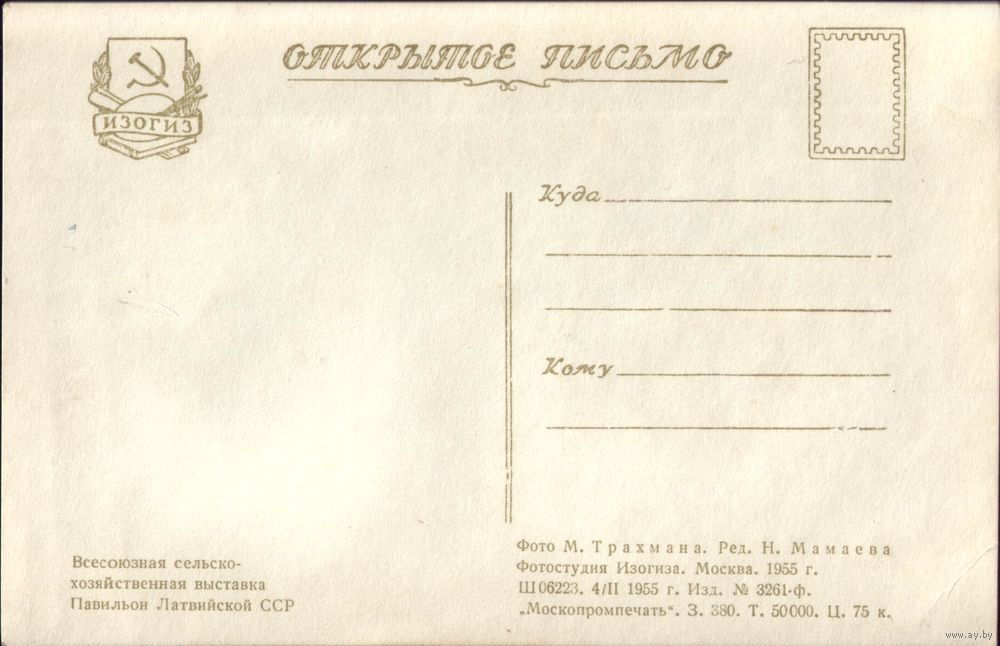 ИЗОГИЗ
ОТКРЫТОЕ ПИСЬМО
Куда
Кому
Всесоюзная сельско-
хозяйственная выставка
Павильон Латвийской ССР
Фото М. Трахмана. Ред. Н. Мамаева
Фотостудия Изогиза. Москва. 1955 г.
Ш06223. 4/II 1955 г. Изд. № 3261-ф.
„Москопромпечать“. З. 380. Т. 50000. Ц. 75 к.
www.ay.by